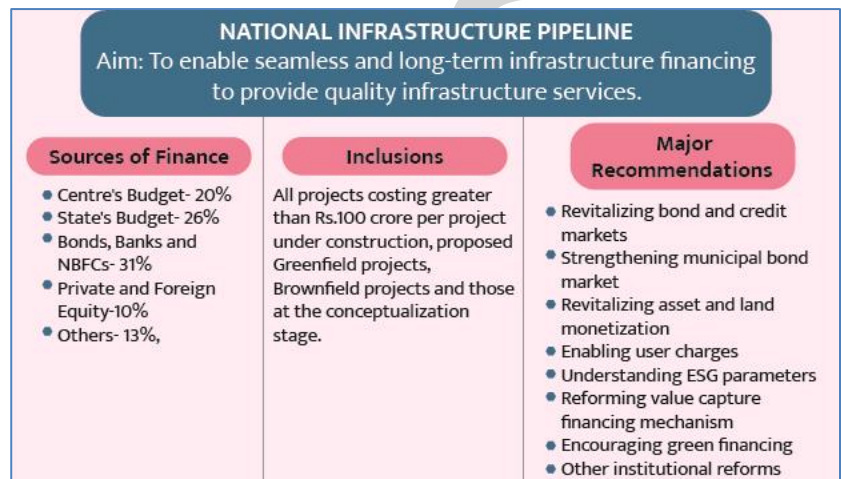 NATIONAL INFRASTRUCTURE PIPELINE
Aim: To enable seamless and long-term infrastructure financing
to provide quality infrastructure services.
Sources of Finance
• Centre's Budget- 20%
• State's Budget- 26%
• Bonds, Banks and
NBFCs- 31%
• Private and Foreign
Equity-10%
• Others- 13%,
Inclusions
All projects costing greater
than Rs.100 crore per project
under construction, proposed
Greenfield projects,
Brownfield projects and those
at the conceptualization
stage.
Major
Recommendations
• Revitalizing bond and credit
markets
• Strengthening municipal bond
market
• Revitalizing asset and land
monetization
• Enabling user charges
• Understanding ESG parameters
• Reforming value capture
financing mechanism
• Encouraging green financing
• Other institutional reforms